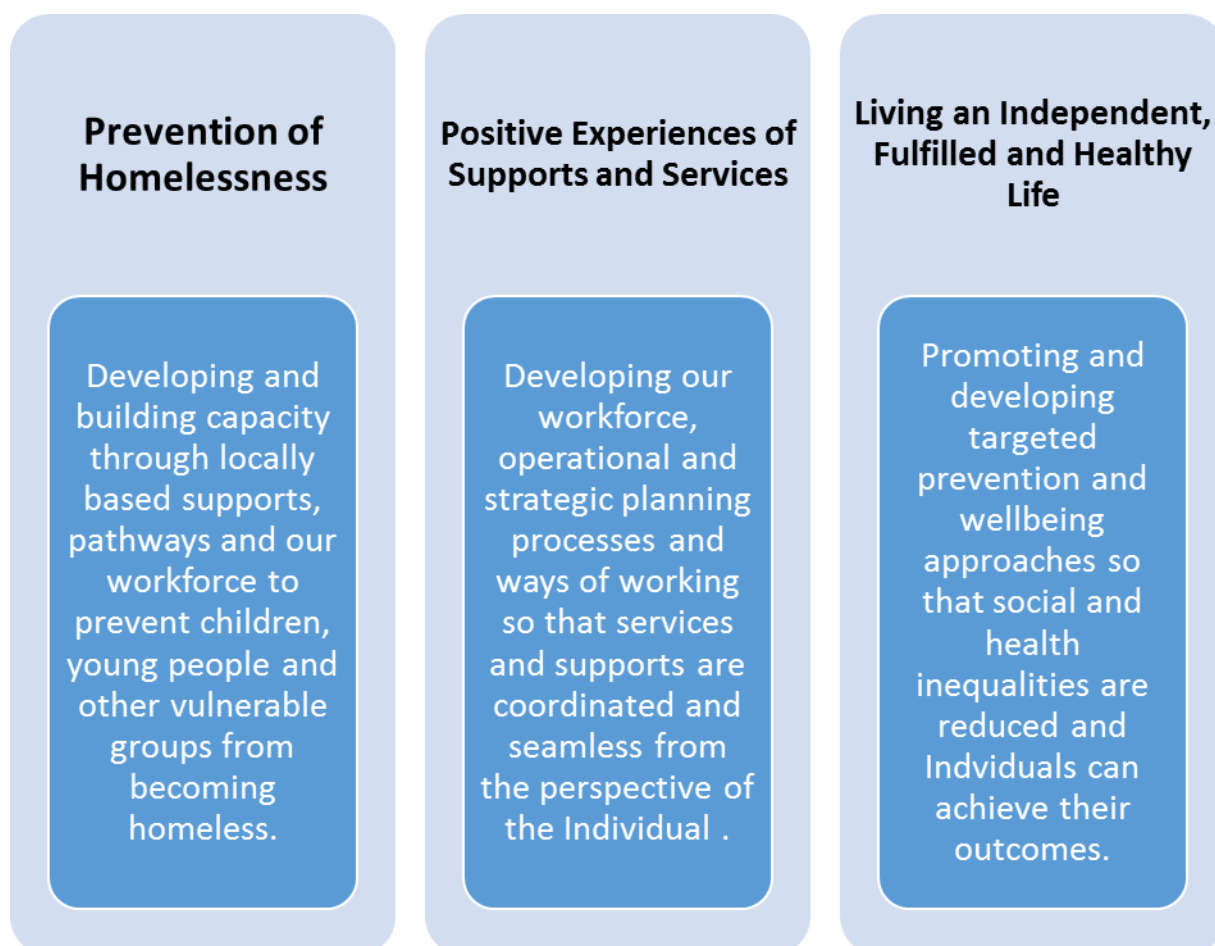 Prevention of
Homelessness
Developing and
building capacity
through locally
based supports,
pathways and our
workforce to
prevent children,
young people and
other vulnerable
groups from
becoming
homeless.
Positive Experiences of
Supports and Services
Developing our
workforce,
operational and
strategic planning
processes and
ways of working
so that services
and supports are
coordinated and
seamless from
the perspective of
the Individual .
Living an Independent,
Fulfilled and Healthy
Life
Promoting and
developing
targeted
prevention and
wellbeing
approaches so
that social and
health
inequalities are
reduced and
Indviduals can
achieve their
outcomes.